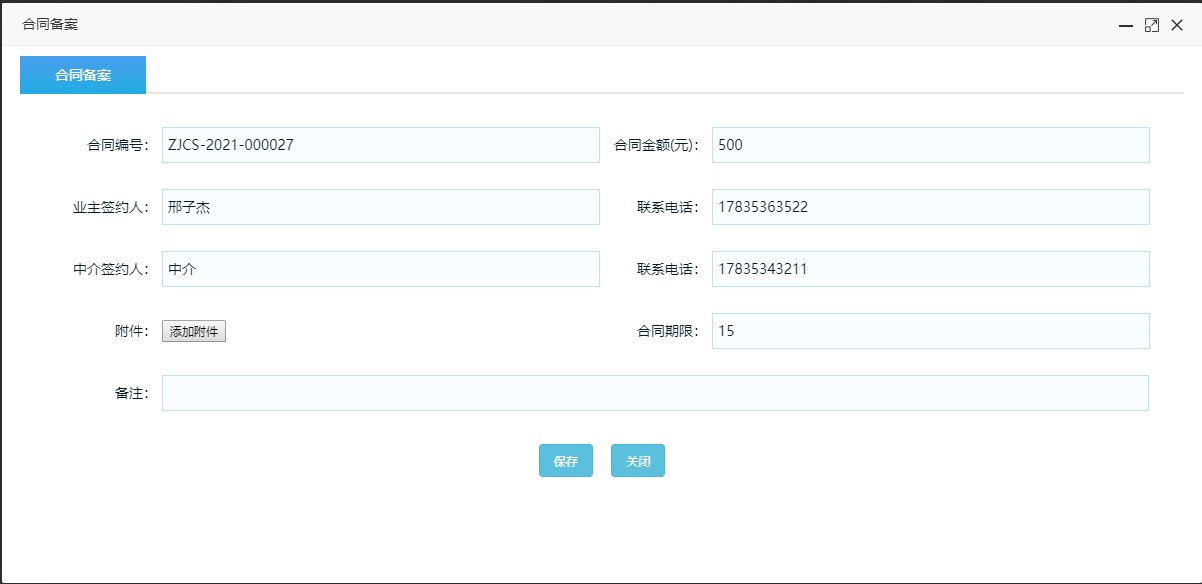 合同备案
合同备案
合同编号： ZJCS-2021-000027 合同金额(元)： 500
业主签约人： 邢子杰 联系电话： 17835363522
中介签约人： 中介 联系电话： 17835343211
附件： 添加附件 合同期限： 15
备注：
保存 关闭